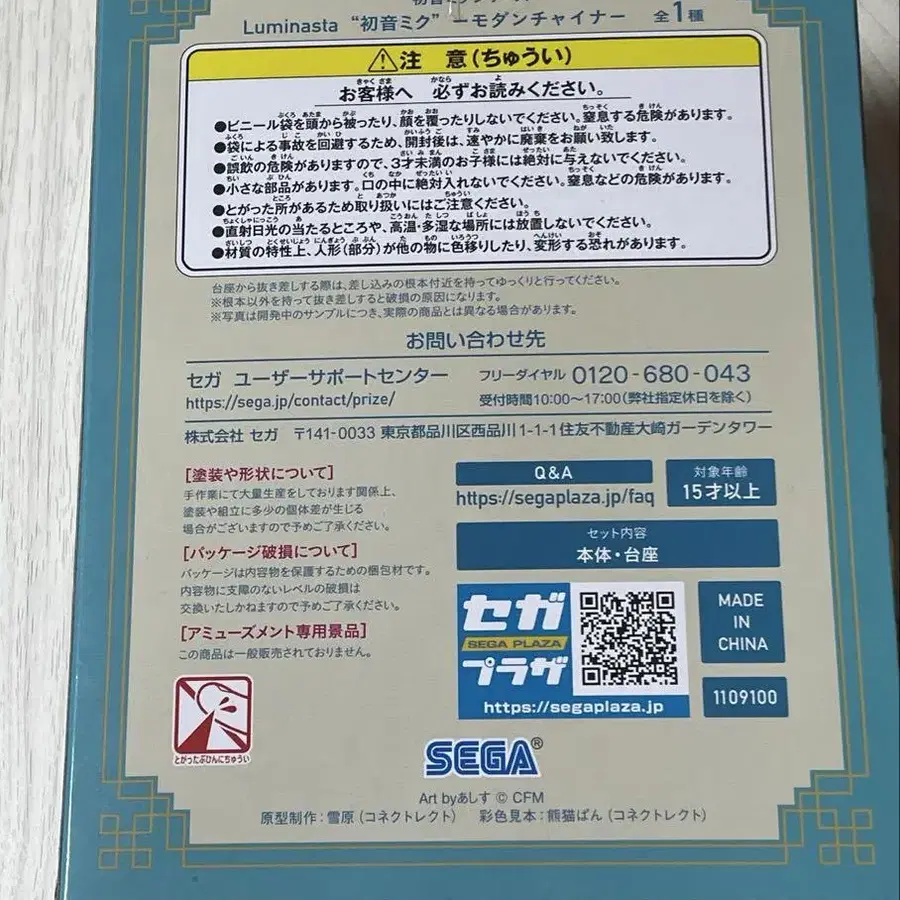 Luminasta “初音ミク” ーモダンチャイナー 全1種
⚠注 意(ちゅうい)
お客様へ 必ずお読みください。
●ビニール袋を頭から被ったり、顔を覆ったりしないでください。窒息する危険があります。
●袋による事故を回避するため、開封後は、速やかに廃棄をお願い致します。
●誤飲の危険がありますので、3才未満のお子様には絶対に与えないでください。
●小さな部品があります。口の中に絶対入れないでください。窒息などの危険があります。
●とがった所があるため取り扱いにはご注意ください。
●直射日光の当たるところや、高温・多湿な場所には放置しないでください。
●材質の特性上、人形(部分)が他の物に色移りしたり、変形する恐れがあります。
台座から抜き差しする際は、差し込みの根本付近を持ってゆっくりと行ってください。
※根本以外を持って抜き差しすると破損の原因になります。
※写真は開発中のサンプルにつき、実際の商品とは異なる場合があります。
お問い合わせ先
セガ ユーザーサポートセンター フリーダイヤル 0120-680-043
https://sega.jp/contact/prize/ 受付時間10:00〜17:00(弊社指定休日を除く)
株式会社 セガ 〒141-0033 東京都品川区西品川1-1-1住友不動産大崎ガーデンタワー
[塗装や形状について]
手作業にて大量生産をしております関係上、
塗装や組立に多少の個体差が生じる
場合がございますので予めご了承ください。
[パッケージ破損について]
パッケージは内容物を保護するための梱包材です。
内容物に支障のないレベルの破損は
交換いたしかねますので予めご了承ください。
[アミューズメント専用景品]
この商品は一般販売されておりません。
とがったぶひんにちゅうい
Q&A
https://segaplaza.jp/faq
対象年齢
15才以上
セット内容
本体・台座
セガ
SEGA PLAZA
プラザ
https://segaplaza.jp
MADE
IN
CHINA
1109100
SEGA®
Art byあしす © CFM
原型制作:雪原(コネクトレクト) 彩色見本:熊猫ぱん(コネクトレクト)